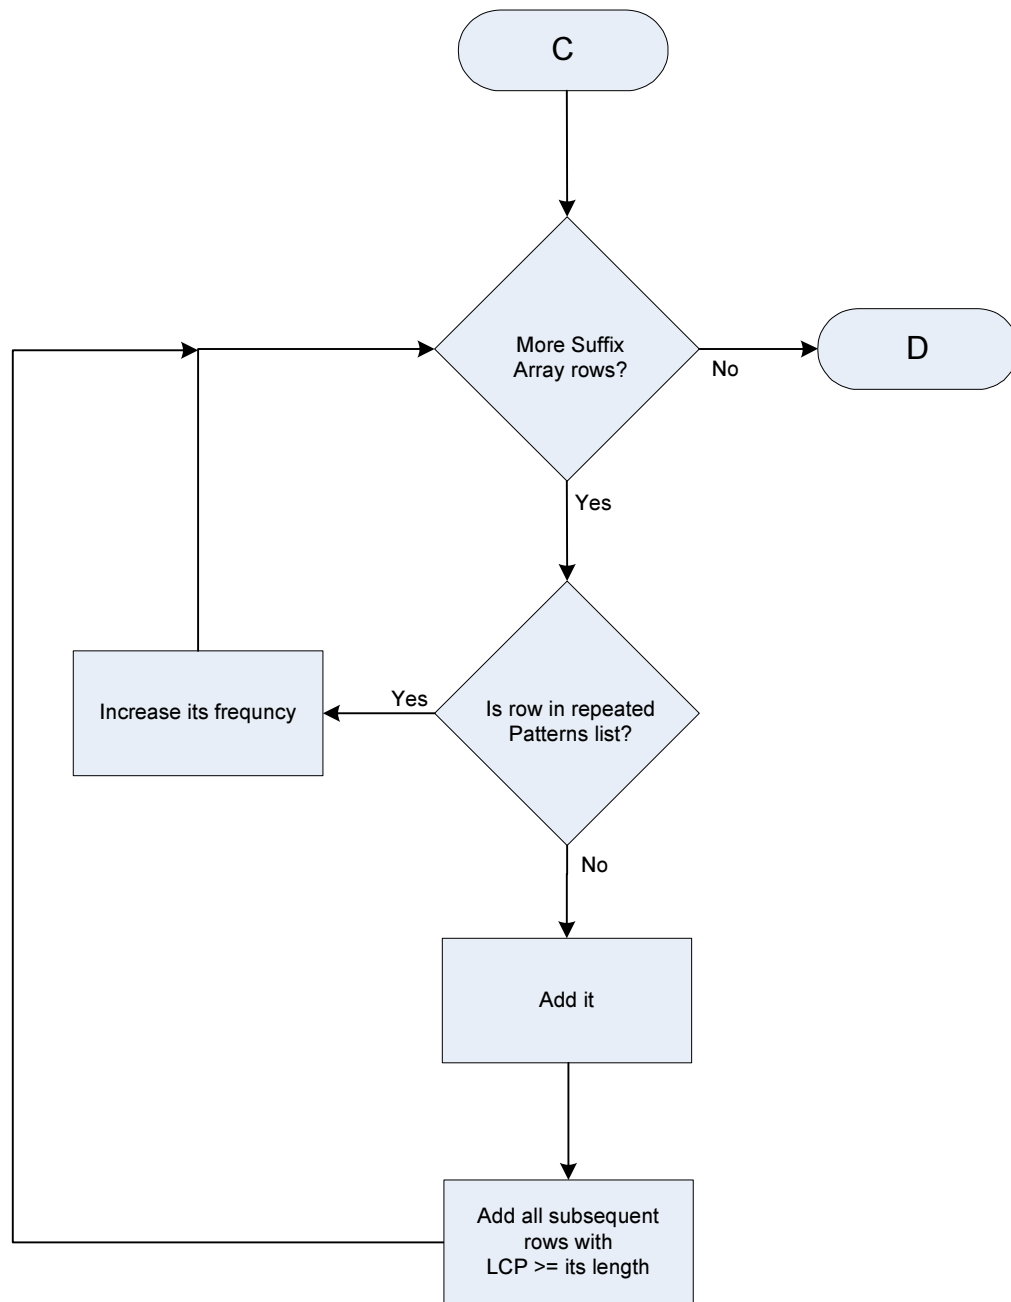 C
More Suffix
Array rows?
No
D
Yes
Is row in repeated
Patterns list?
Yes
Increase its frequncy
No
Add it
Add all subsequent
rows with
LCP >= its length